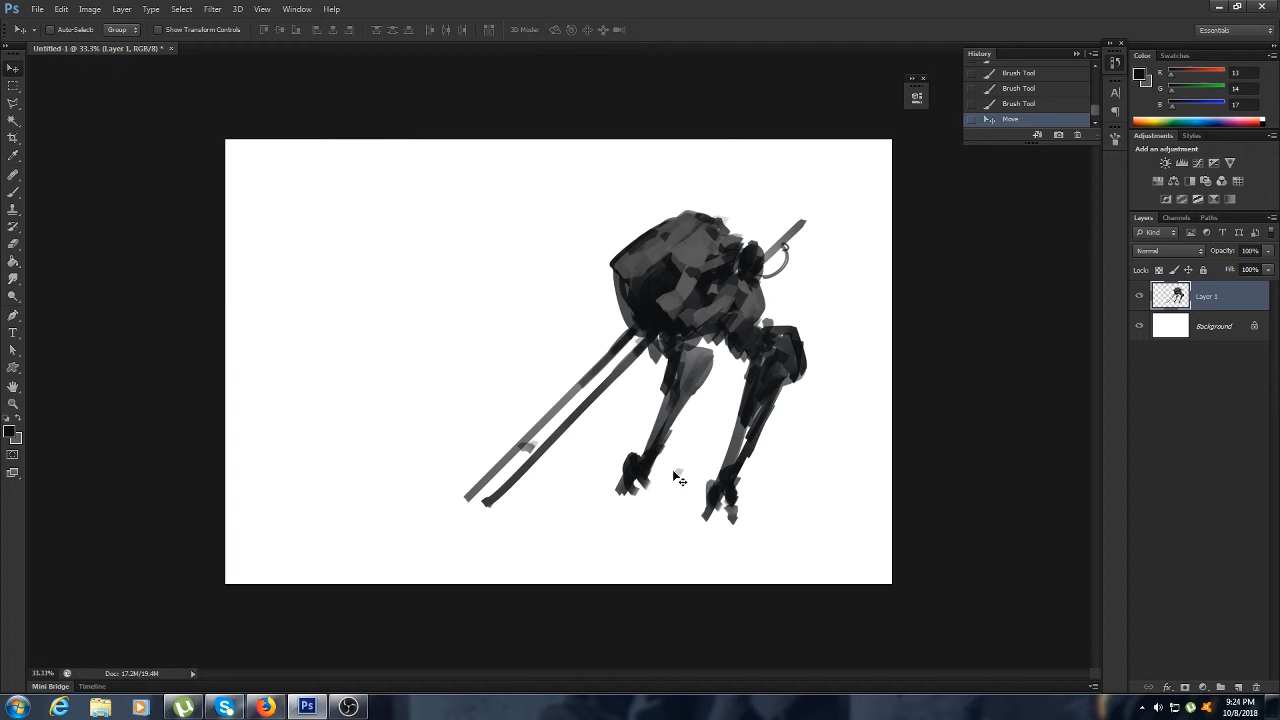 Ps File Edit Image Layer Type Select Filter 3D View Window Help
Auto-Select: Group Show Transform Controls 3D Mode: Essentials
Untitled-1 @ 33.3% (Layer 1, RGB/8) * ×
History
Brush Tool
Brush Tool
Brush Tool
Move
Color Swatches
R 13
G 14
B 17
Adjustments Styles
Add an adjustment
Layers Channels Paths
Kind
Normal Opacity: 100%
Lock: Fill: 100%
Layer 1
Background
33.33% Doc: 17.2M/19.4M
Mini Bridge Timeline
9:24 PM
10/8/2018